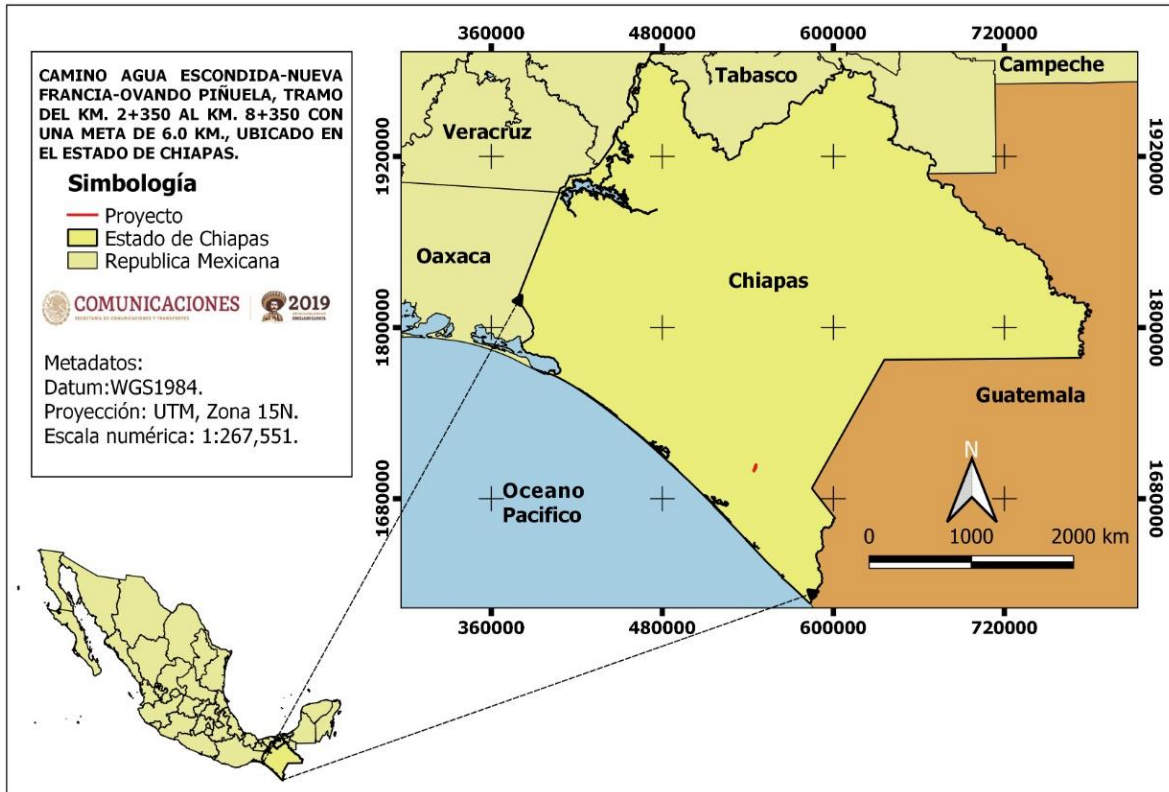 CAMINO AGUA ESCONDIDA-NUEVA
FRANCIA-OVANDO PIÑUELA, TRAMO
DEL KM. 2+350 AL KM. 8+350 CON
UNA META DE 6.0 KM., UBICADO EN
EL ESTADO DE CHIAPAS.
Simbología
Proyecto
Estado de Chiapas
Republica Mexicana
COMUNICACIONES
SECRETARÍA DE COMUNICACIONES Y TRANSPORTES
2019
Metadatos:
Datum:WGS1984.
Proyección: UTM, Zona 15N.
Escala numérica: 1:267,551.
360000 480000 600000 720000
Tabasco
Campeche
Veracruz
1920000 1920000
Oaxaca
Chiapas
1800000 1800000
Guatemala
N
Oceano
Pacifico
1680000 1680000
0 1000 2000 km
360000 480000 600000 720000